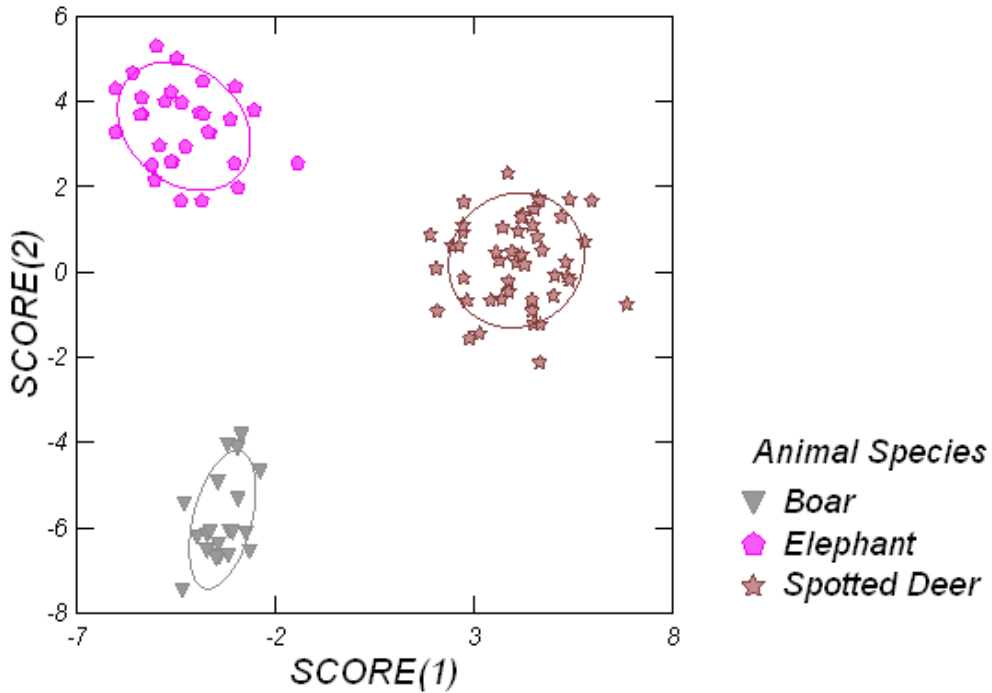 6
4
2
0
-2
-4
-6
-8
SCORE(2)
-7
-2
3
8
SCORE(1)
Animal Species
Boar
Elephant
Spotted Deer